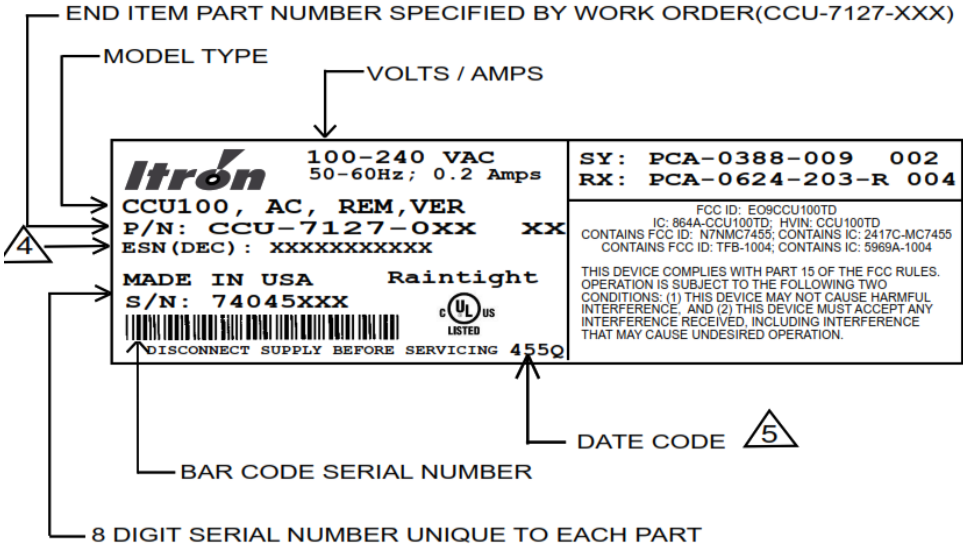 END ITEM PART NUMBER SPECIFIED BY WORK ORDER(CCU-7127-XXX)
MODEL TYPE
VOLTS / AMPS
Itron
100-240 VAC
50-60Hz; 0.2 Amps
CCU100, AC, REM,VER
P/N: CCU-7127-0XX XX
4
ESN(DEC): XXXXXXXXXXX
MADE IN USA Raintight
S/N: 74045XXX
C UL US
LISTED
DISCONNECT SUPPLY BEFORE SERVICING 455Q
SY: PCA-0388-009 002
RX: PCA-0624-203-R 004
FCC ID: EO9CCU100TD
IC: 864A-CCU100TD; HVIN: CCU100TD
CONTAINS FCC ID: N7NMC7455; CONTAINS IC: 2417C-MC7455
CONTAINS FCC ID: TFB-1004; CONTAINS IC: 5969A-1004
THIS DEVICE COMPLIES WITH PART 15 OF THE FCC RULES.
OPERATION IS SUBJECT TO THE FOLLOWING TWO
CONDITIONS: (1) THIS DEVICE MAY NOT CAUSE HARMFUL
INTERFERENCE, AND (2) THIS DEVICE MUST ACCEPT ANY
INTERFERENCE RECEIVED, INCLUDING INTERFERENCE
THAT MAY CAUSE UNDESIRED OPERATION.
DATE CODE 5
BAR CODE SERIAL NUMBER
8 DIGIT SERIAL NUMBER UNIQUE TO EACH PART